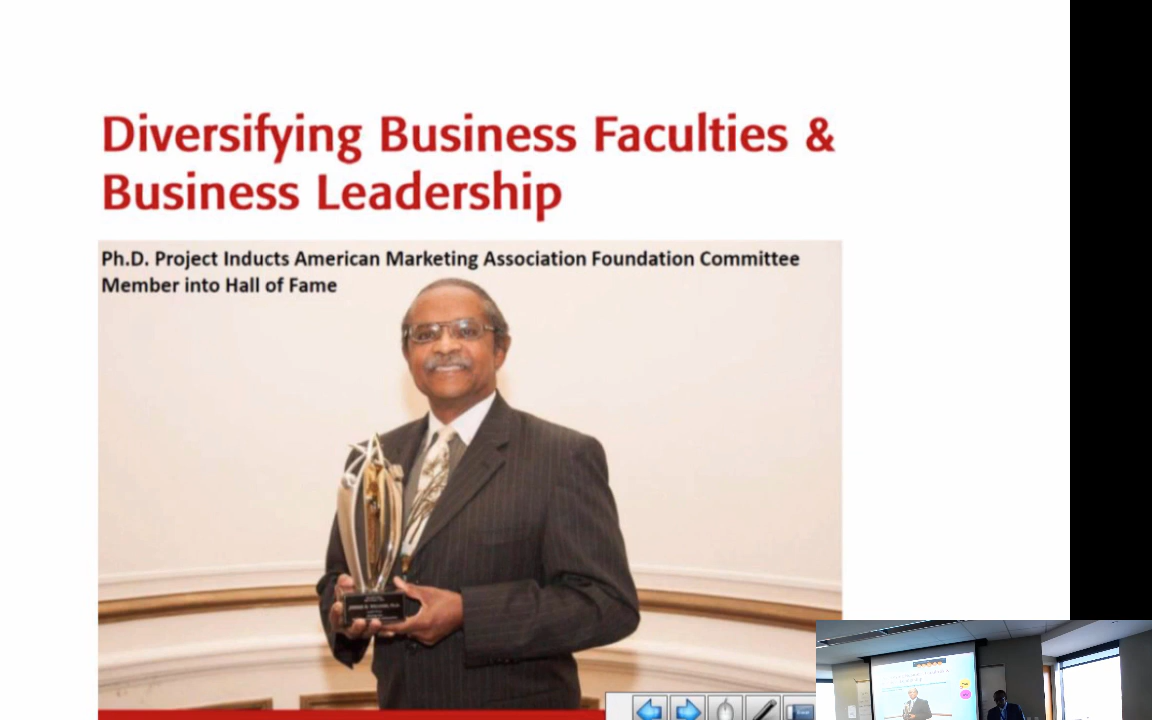 Diversifying Business Faculties &
Business Leadership
Ph.D. Project Inducts American Marketing Association Foundation Committee
Member into Hall of Fame